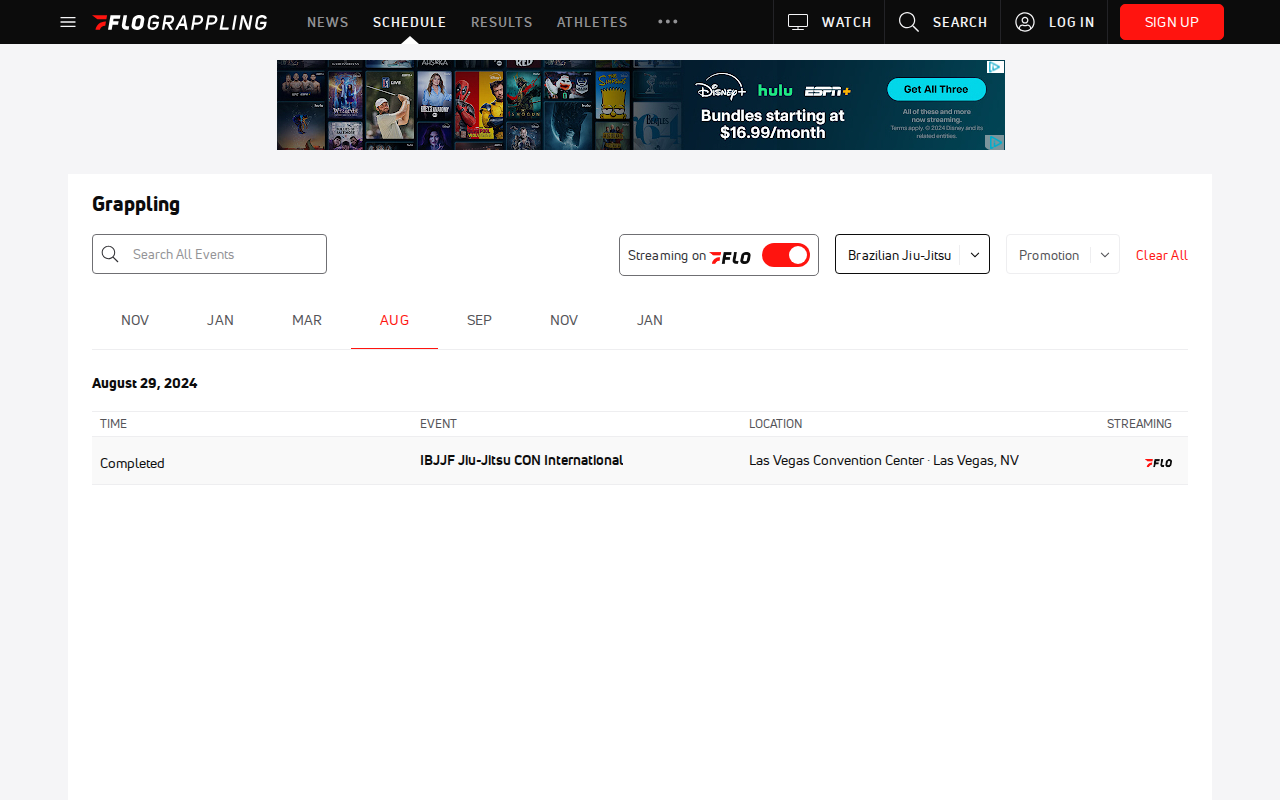 FLOGRAPPLING NEWS SCHEDULE RESULTS ATHLETES WATCH SEARCH LOG IN SIGN UP
Disney+ hulu ESPN+
Bundles starting at
$16.99/month
Get All Three
All of these and more
now streaming.
Terms apply. © 2024 Disney and its
related entities.
Grappling
Search All Events
Streaming on FLO
Brazilian Jiu-Jitsu
Promotion
Clear All
NOV JAN MAR AUG SEP NOV JAN
August 29, 2024
TIME EVENT LOCATION STREAMING
Completed IBJJF Jiu-Jitsu CON International Las Vegas Convention Center · Las Vegas, NV FLO